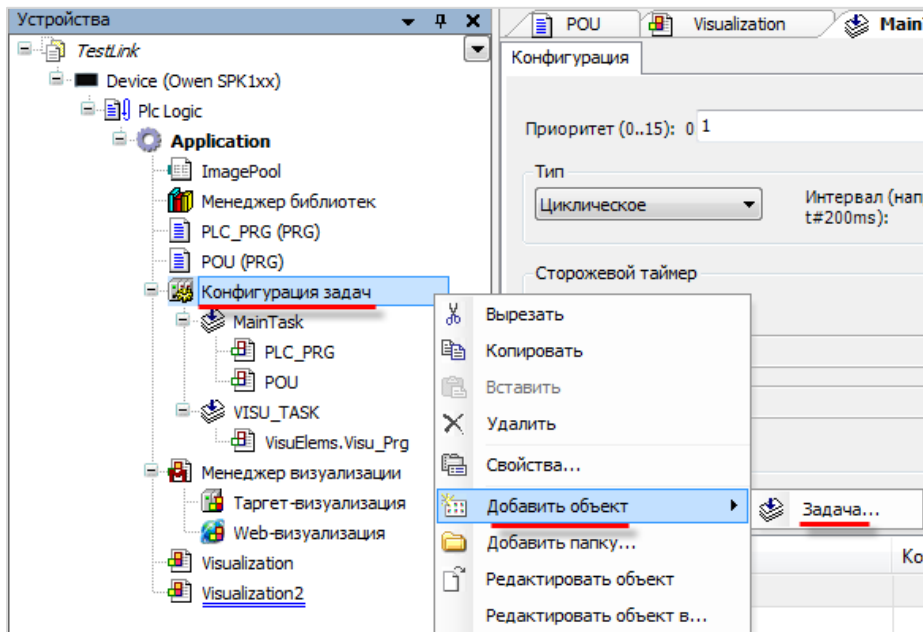 Устройства
TestLink
Device (Owen SPK1xx)
Plc Logic
Application
ImagePool
Менеджер библиотек
PLC_PRG (PRG)
POU (PRG)
Конфигурация задач
MainTask
PLC_PRG
POU
VISU_TASK
VisuElems.Visu_Prg
Менеджер визуализации
Таргет-визуализация
Web-визуализация
Visualization
Visualization2
POU
Visualization
Main
Конфигурация
Приоритет (0..15): 0 1
Тип
Циклическое
Интервал (нап
t#200ms):
Сторожевой таймер
Вырезать
Копировать
Вставить
Удалить
Свойства...
Добавить объект
Задача...
Добавить папку...
Редактировать объект
Редактировать объект в...
Ко